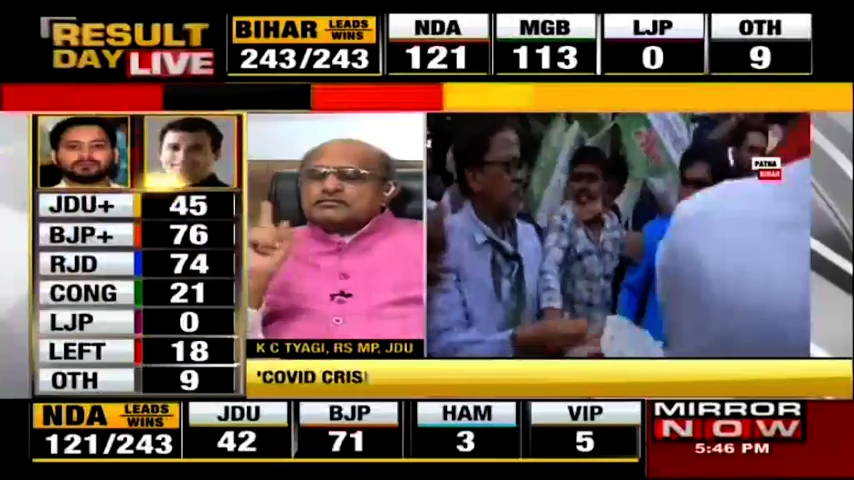 RESULT
DAY LIVE
BIHAR LEADS WINS
243/243
NDA
121
MGB
113
LJP
0
OTH
9
JDU+ 45
BJP+ 76
RJD 74
CONG 21
LJP 0
LEFT 18
OTH 9
PATNA
BIHAR
K C TYAGI, RS MP, JDU
'COVID CRIS
NDA LEADS WINS
121/243
JDU
42
BJP
71
HAM
3
VIP
5
MIRROR
NOW
5:46 PM